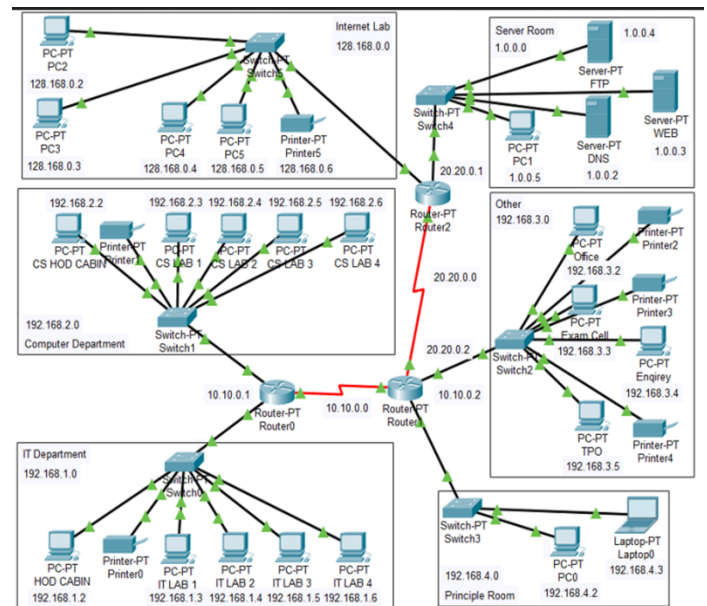 Internet Lab
128.168.0.0
PC-PT
PC2
128.168.0.2
Switch-PT
Switch5
PC-PT
PC3
128.168.0.3
PC-PT
PC4
128.168.0.4
PC-PT
PC5
128.168.0.5
Printer-PT
Printer5
128.168.0.6
Server Room
1.0.0.0
1.0.0.4
Server-PT
FTP
Switch-PT
Switch4
Server-PT
WEB
1.0.0.3
PC-PT
PC1
1.0.0.5
Server-PT
DNS
1.0.0.2
20.20.0.1
Router-PT
Router2
20.20.0.0
20.20.0.2
192.168.2.2
192.168.2.3
192.168.2.4
192.168.2.5
192.168.2.6
PC-PT
CS HOD CABIN
Printer-PT
PC-PT
CS LAB 1
PC-PT
CS LAB 2
PC-PT
CS LAB 3
PC-PT
CS LAB 4
192.168.2.0
Computer Department
Switch-PT
Switch1
Other
192.168.3.0
PC-PT
Office
192.168.3.2
Printer-PT
Printer2
Printer-PT
Printer3
PC-PT
Exam Cell
192.168.3.3
Switch-PT
Switch2
PC-PT
Enqirey
192.168.3.4
PC-PT
TPO
192.168.3.5
Printer-PT
Printer4
10.10.0.1
Router-PT
Router0
10.10.0.0
Router-PT
10.10.0.2
IT Department
192.168.1.0
Switch-PT
Switch0
PC-PT
HOD CABIN
192.168.1.2
Printer-PT
Printer0
PC-PT
IT LAB 1
192.168.1.3
PC-PT
IT LAB 2
192.168.1.4
PC-PT
IT LAB 3
192.168.1.5
PC-PT
IT LAB 4
192.168.1.6
Switch-PT
Switch3
PC-PT
PC0
192.168.4.2
Laptop-PT
Laptop0
192.168.4.3
192.168.4.0
Principle Room